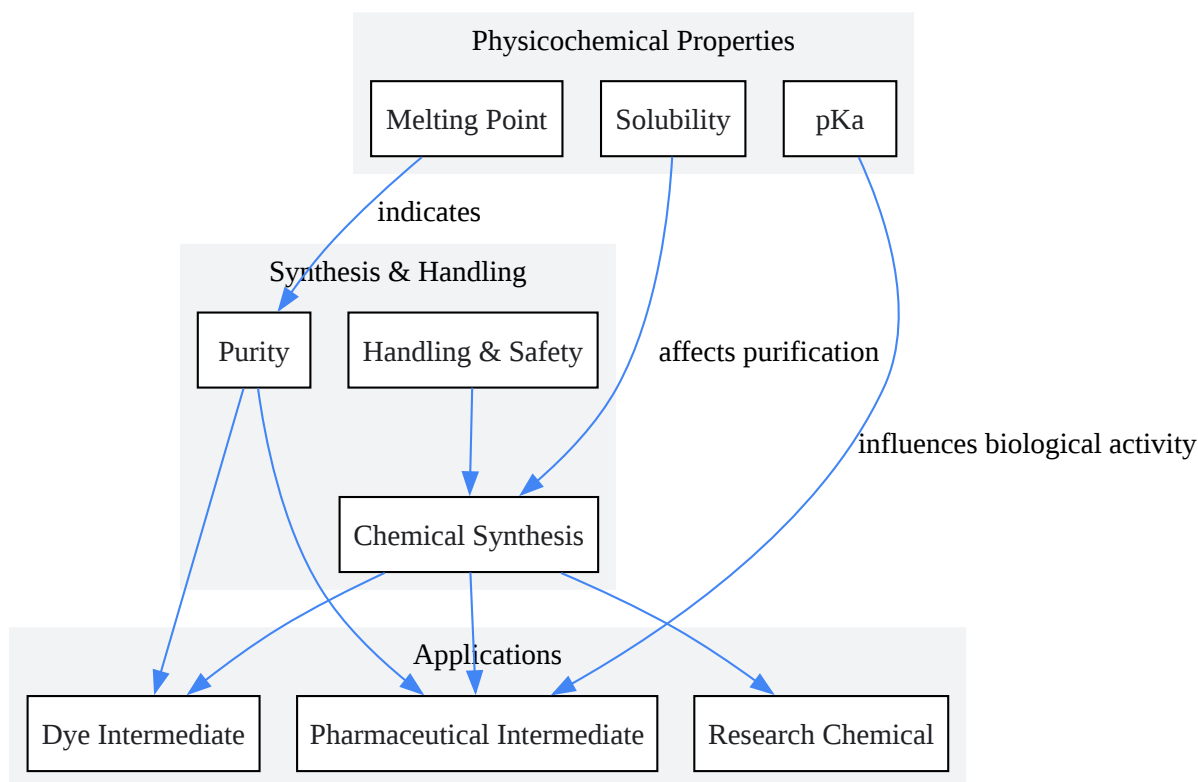 Physicochemical Properties
Melting Point
Solubility
pKa
indicates
Synthesis & Handling
Purity
Handling & Safety
affects purification
influences biological activity
Chemical Synthesis
Applications
Dye Intermediate
Pharmaceutical Intermediate
Research Chemical